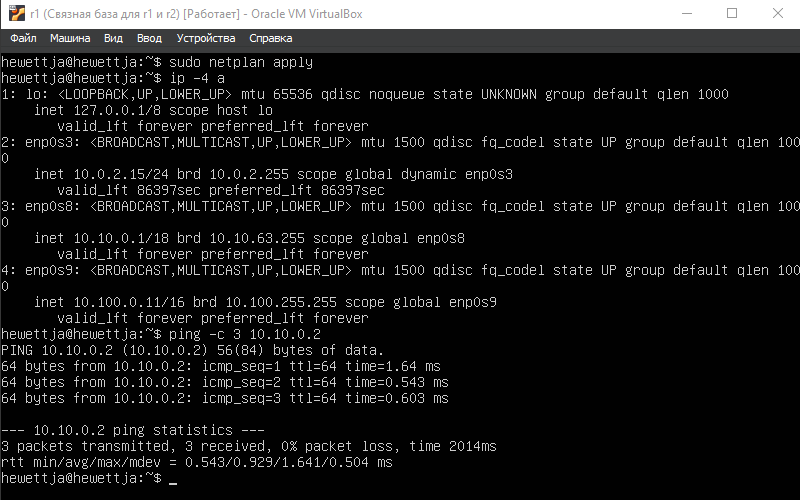 r1 (Связная база для r1 и r2) [Работает] - Oracle VM VirtualBox
Файл Машина Вид Ввод Устройства Справка
hewettja@hewettja:~$ sudo netplan apply
hewettja@hewettja:~$ ip -4 a
1: lo: <LOOPBACK,UP,LOWER_UP> mtu 65536 qdisc noqueue state UNKNOWN group default qlen 1000
    inet 127.0.0.1/8 scope host lo
       valid_lft forever preferred_lft forever
2: enp0s3: <BROADCAST,MULTICAST,UP,LOWER_UP> mtu 1500 qdisc fq_codel state UP group default qlen 100
0
    inet 10.0.2.15/24 brd 10.0.2.255 scope global dynamic enp0s3
       valid_lft 86397sec preferred_lft 86397sec
3: enp0s8: <BROADCAST,MULTICAST,UP,LOWER_UP> mtu 1500 qdisc fq_codel state UP group default qlen 100
0
    inet 10.10.0.1/18 brd 10.10.63.255 scope global enp0s8
       valid_lft forever preferred_lft forever
4: enp0s9: <BROADCAST,MULTICAST,UP,LOWER_UP> mtu 1500 qdisc fq_codel state UP group default qlen 100
0
    inet 10.100.0.11/16 brd 10.100.255.255 scope global enp0s9
       valid_lft forever preferred_lft forever
hewettja@hewettja:~$ ping -c 3 10.10.0.2
PING 10.10.0.2 (10.10.0.2) 56(84) bytes of data.
64 bytes from 10.10.0.2: icmp_seq=1 ttl=64 time=1.64 ms
64 bytes from 10.10.0.2: icmp_seq=2 ttl=64 time=0.543 ms
64 bytes from 10.10.0.2: icmp_seq=3 ttl=64 time=0.603 ms

--- 10.10.0.2 ping statistics ---
3 packets transmitted, 3 received, 0% packet loss, time 2014ms
rtt min/avg/max/mdev = 0.543/0.929/1.641/0.504 ms
hewettja@hewettja:~$ _